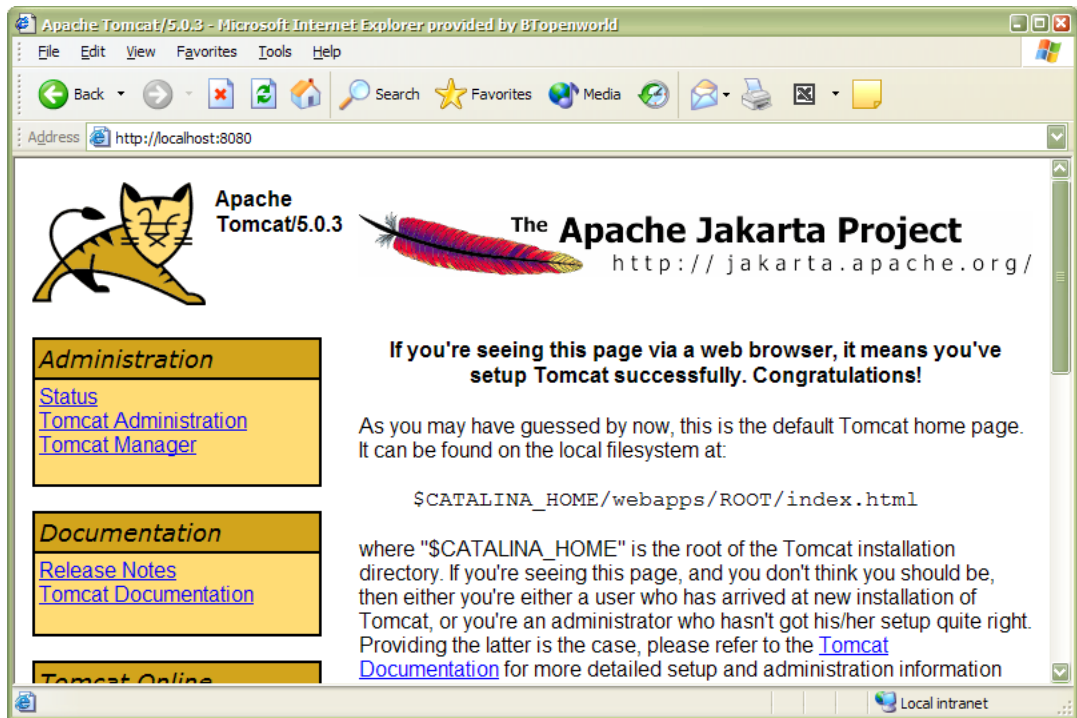 Apache Tomcat/5.0.3 - Microsoft Internet Explorer provided by BTopenworld
File Edit View Favorites Tools Help
Back Search Favorites Media
Address http://localhost:8080
Apache
Tomcat/5.0.3
The Apache Jakarta Project
http://jakarta.apache.org/
Administration
Status
Tomcat Administration
Tomcat Manager
Documentation
Release Notes
Tomcat Documentation
Tomcat Online
If you're seeing this page via a web browser, it means you've
setup Tomcat successfully. Congratulations!
As you may have guessed by now, this is the default Tomcat home page.
It can be found on the local filesystem at:
$CATALINA_HOME/webapps/ROOT/index.html
where "$CATALINA_HOME" is the root of the Tomcat installation
directory. If you're seeing this page, and you don't think you should be,
then either you're either a user who has arrived at new installation of
Tomcat, or you're an administrator who hasn't got his/her setup quite right.
Providing the latter is the case, please refer to the Tomcat
Documentation for more detailed setup and administration information
Local intranet